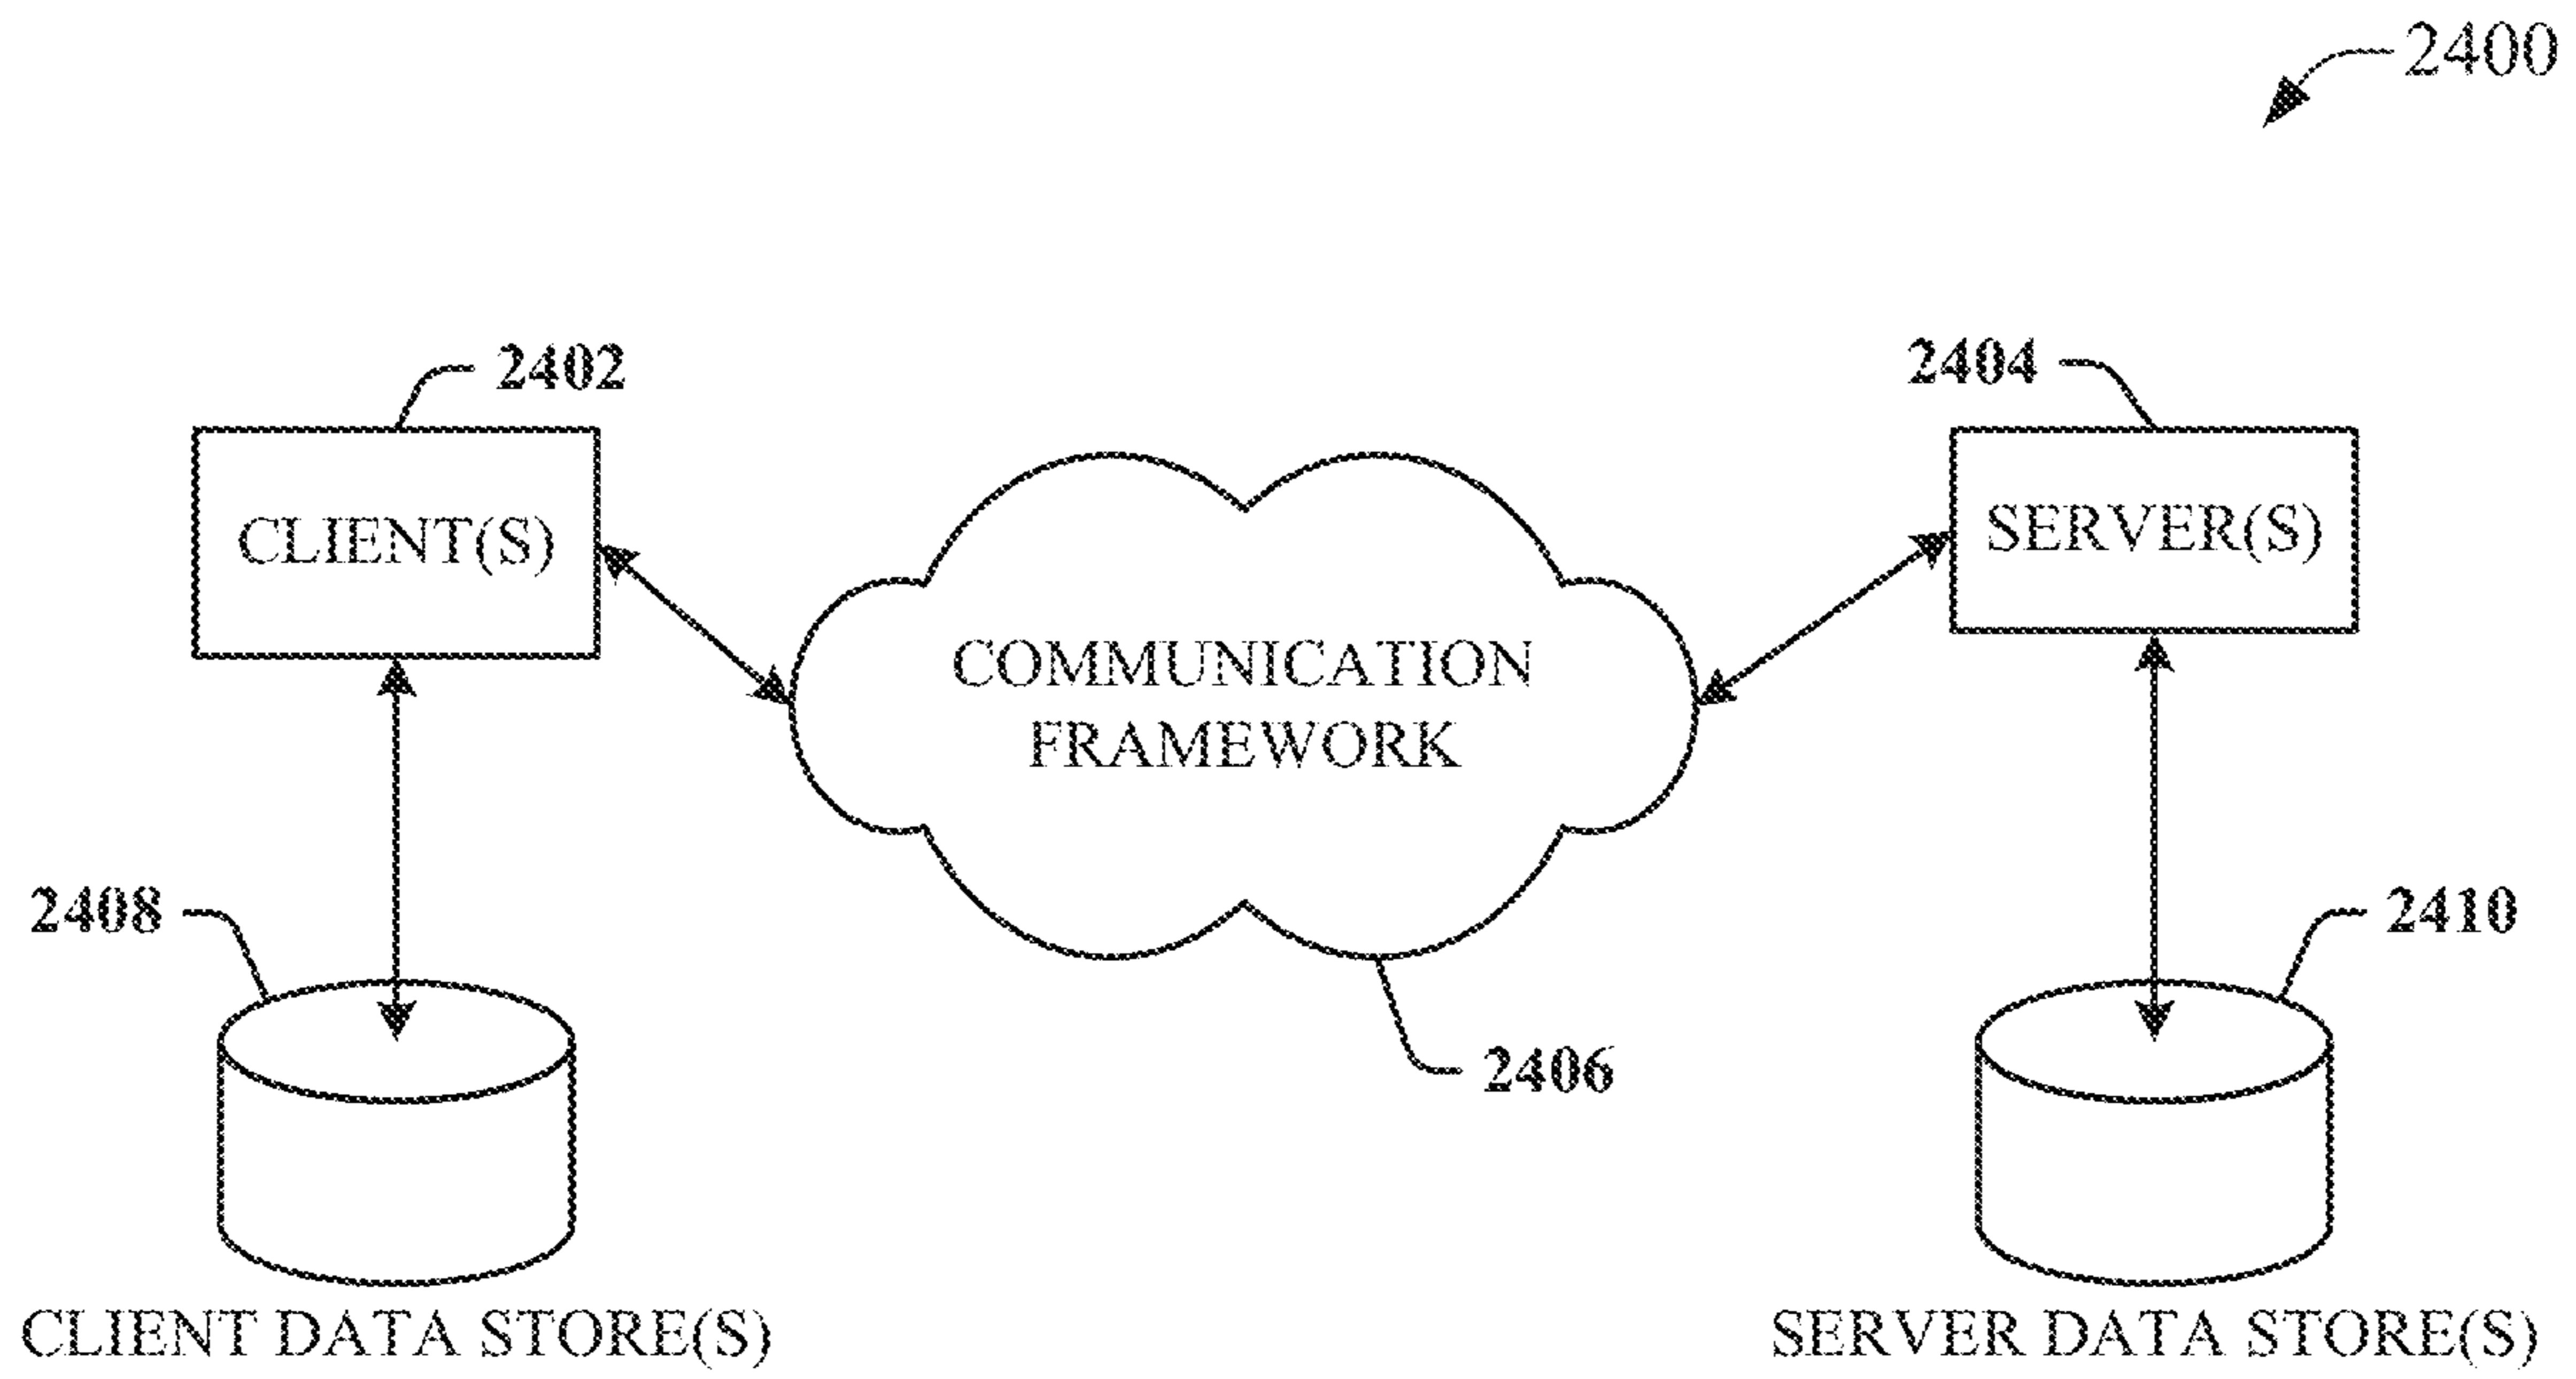 2400
2402
2404
CLIENT(S)
SERVER(S)
COMMUNICATION
FRAMEWORK
2408
2410
2406
CLIENT DATA STORE(S)
SERVER DATA STORE(S)